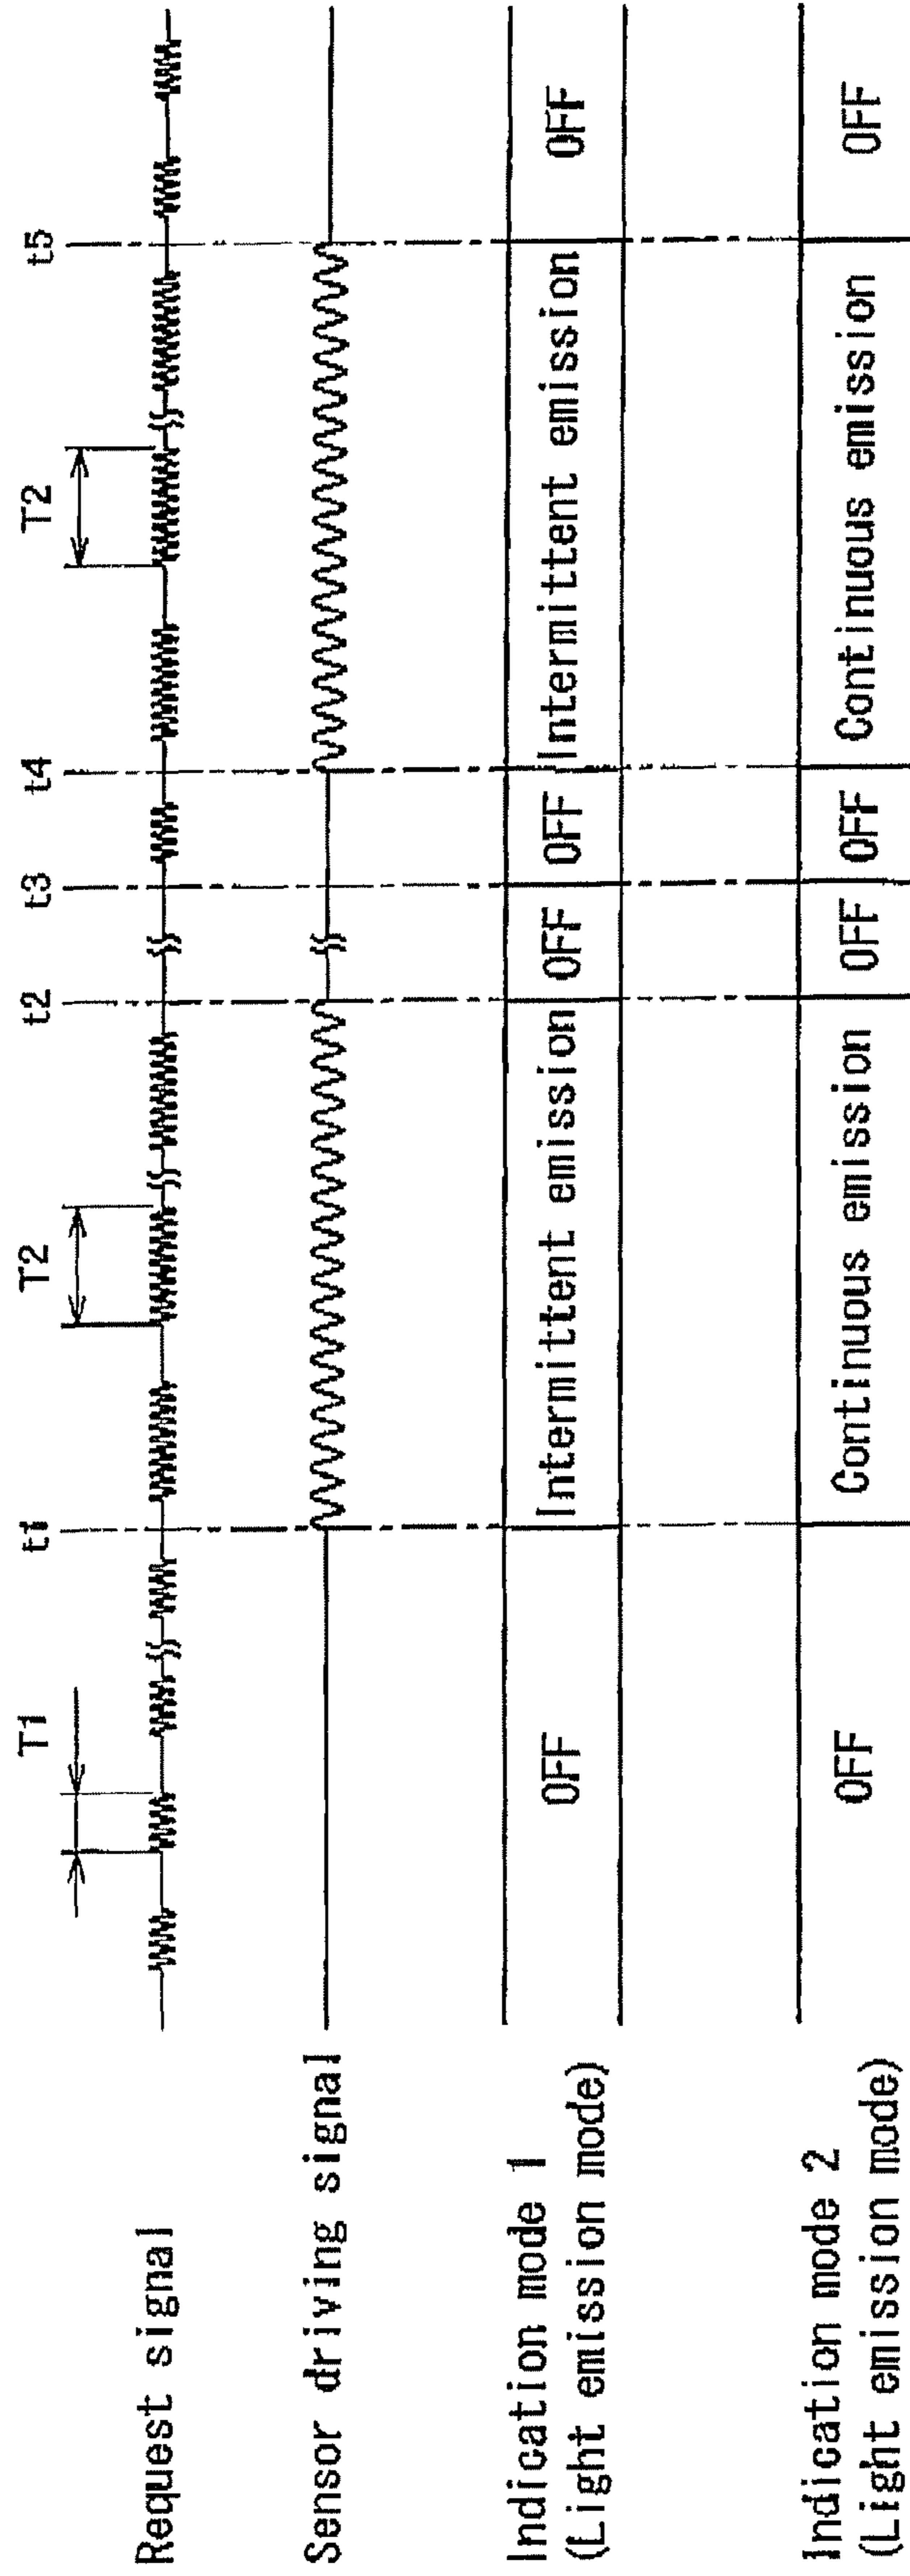 T1
T2
T2
t1
t2
t3
t4
t5
Request signal
Sensor driving signal
Indication mode 1
(Light emission mode)
OFF
Intermittent emission
OFF
OFF
Intermittent emission
OFF
Indication mode 2
(Light emission mode)
OFF
Continuous emission
OFF
OFF
Continuous emission
OFF